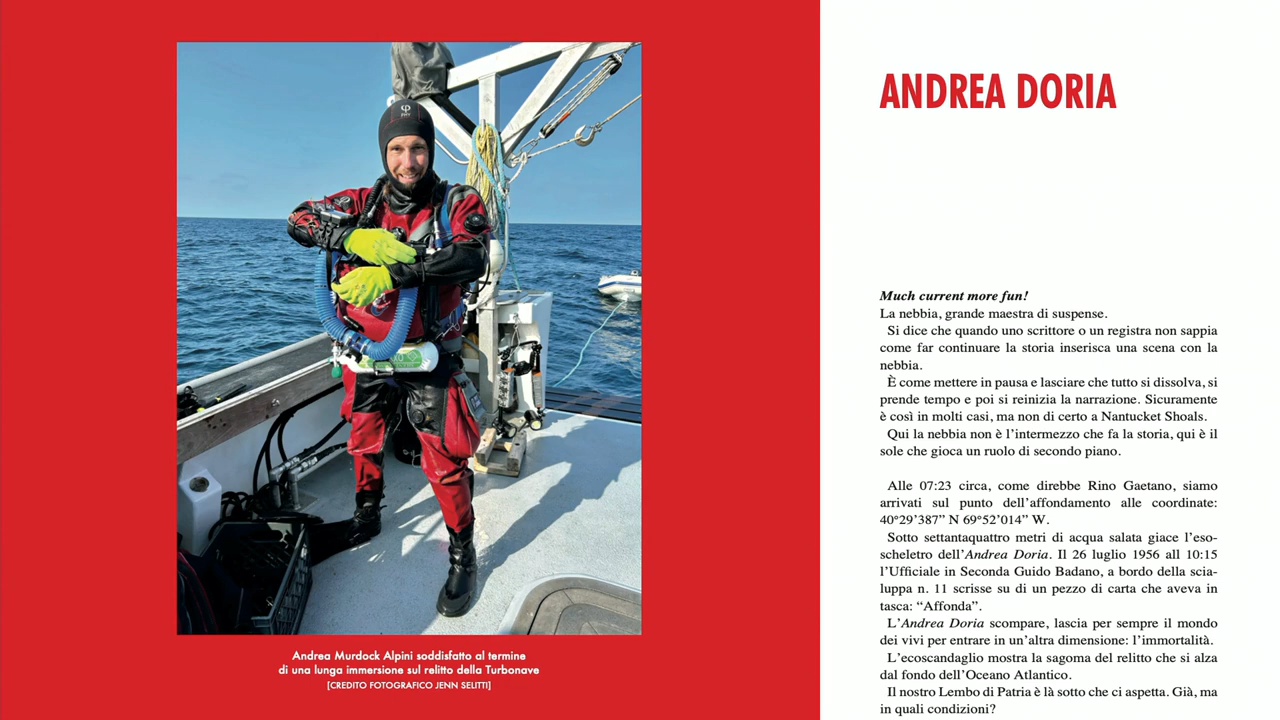 Andrea Murdock Alpini soddisfatto al termine
di una lunga immersione sul relitto della Turbonave
[CREDITO FOTOGRAFICO JENN SELITTI]
ANDREA DORIA
Much current more fun!
La nebbia, grande maestra di suspense.
Si dice che quando uno scrittore o un registra non sappia
come far continuare la storia inserisca una scena con la
nebbia.
È come mettere in pausa e lasciare che tutto si dissolva, si
prende tempo e poi si reinizia la narrazione. Sicuramente
è così in molti casi, ma non di certo a Nantucket Shoals.
Qui la nebbia non è l'intermezzo che fa la storia, qui è il
sole che gioca un ruolo di secondo piano.
Alle 07:23 circa, come direbbe Rino Gaetano, siamo
arrivati sul punto dell'affondamento alle coordinate:
40°29'387" N 69°52'014" W.
Sotto settantaquattro metri di acqua salata giace l'eso-
scheletro dell'Andrea Doria. Il 26 luglio 1956 all 10:15
l'Ufficiale in Seconda Guido Badano, a bordo della scia-
luppa n. 11 scrisse su di un pezzo di carta che aveva in
tasca: "Affonda".
L'Andrea Doria scompare, lascia per sempre il mondo
dei vivi per entrare in un'altra dimensione: l'immortalità.
L'ecoscandaglio mostra la sagoma del relitto che si alza
dal fondo dell'Oceano Atlantico.
Il nostro Lembo di Patria è là sotto che ci aspetta. Già, ma
in quali condizioni?